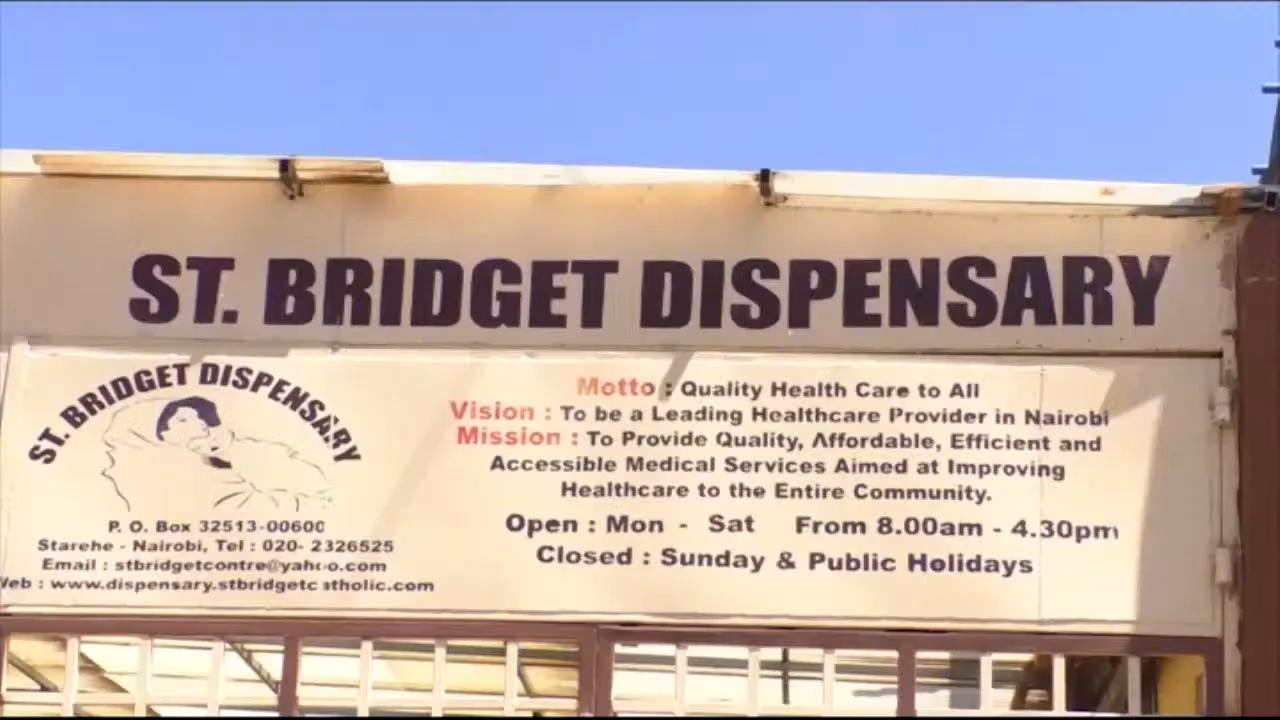 ST. BRIDGET DISPENSARY
ST. BRIDGET DISPENSARY
P. O. Box 32513-00600
Starehe - Nairobi, Tel : 020- 2326525
Email :
Web :
Motto : Quality Health Care to All
Vision : To be a Leading Healthcare Provider in Nairobi
Mission : To Provide Quality, Affordable, Efficient and
Accessible Medical Services Aimed at Improving
Healthcare to the Entire Community.
Open : Mon - Sat From 8.00am - 4.30pm
Closed : Sunday & Public Holidays